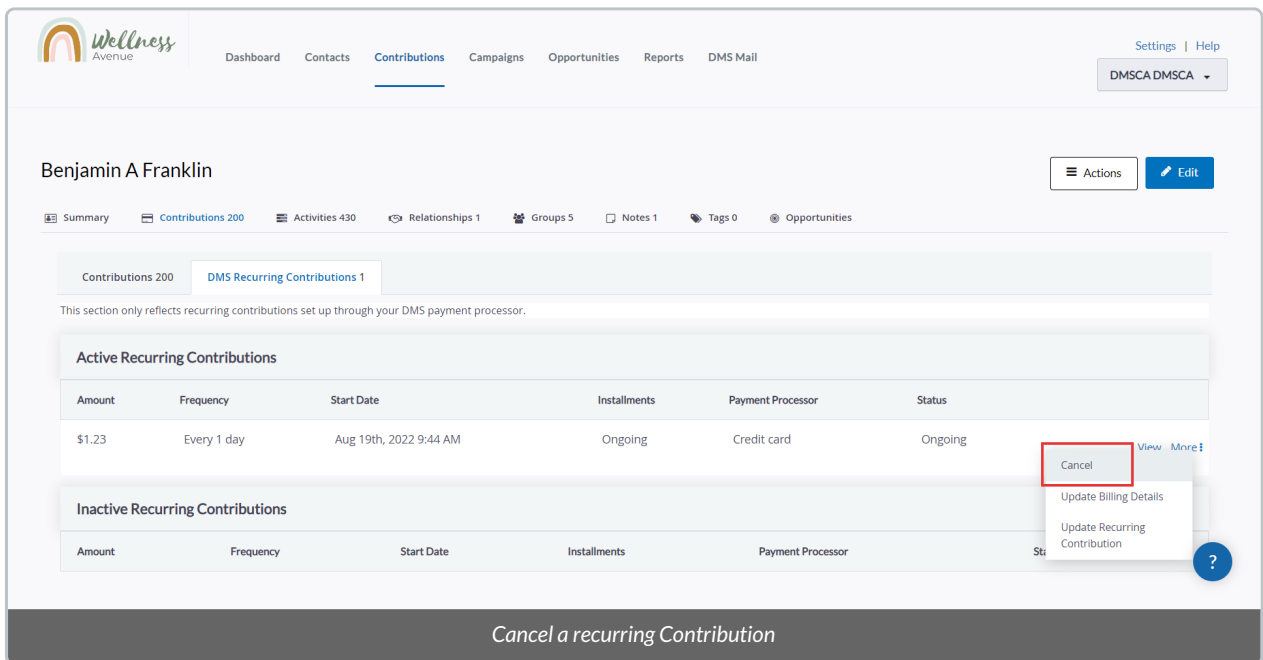 Wellness
Avenue
Dashboard Contacts Contributions Campaigns Opportunities Reports DMS Mail
Settings | Help
DMSCA DMSCA
Benjamin A Franklin
Actions Edit
Summary Contributions 200 Activities 430 Relationships 1 Groups 5 Notes 1 Tags 0 Opportunities
Contributions 200 DMS Recurring Contributions 1
This section only reflects recurring contributions set up through your DMS payment processor.
Active Recurring Contributions
Amount Frequency Start Date Installments Payment Processor Status
$1.23 Every 1 day Aug 19th, 2022 9:44 AM Ongoing Credit card Ongoing
View More
Cancel
Update Billing Details
Update Recurring
Contribution
Inactive Recurring Contributions
Amount Frequency Start Date Installments Payment Processor Sta
?
Cancel a recurring Contribution